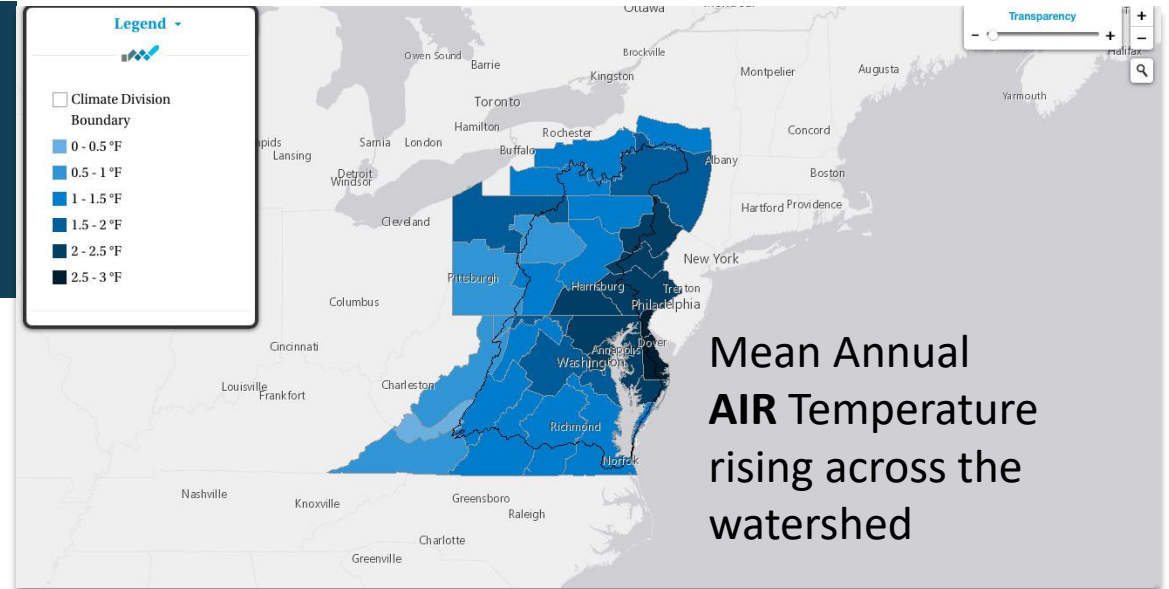 Legend
Climate Division
Boundary
0 - 0.5 °F
0.5 - 1 °F
1 - 1.5 °F
1.5 - 2 °F
2 - 2.5 °F
2.5 - 3 °F
Transparency
- +
+
-
Ottawa
Owen Sound
Barrie
Brockville
Kingston
Montpelier
Augusta
Halifax
Yarmouth
Toronto
Hamilton
Rochester
Concord
apids
Lansing
Sarnia
London
Buffalo
Albany
Boston
Detroit
Windsor
Hartford
Providence
Cleveland
New York
Pittsburgh
Harrisburg
Trenton
Philadelphia
Columbus
Cincinnati
Annapolis
Dover
Washington
Louisville
Frankfort
Charleston
Richmond
Norfolk
Nashville
Knoxville
Greensboro
Raleigh
Charlotte
Greenville
Mean Annual
AIR Temperature
rising across the
watershed